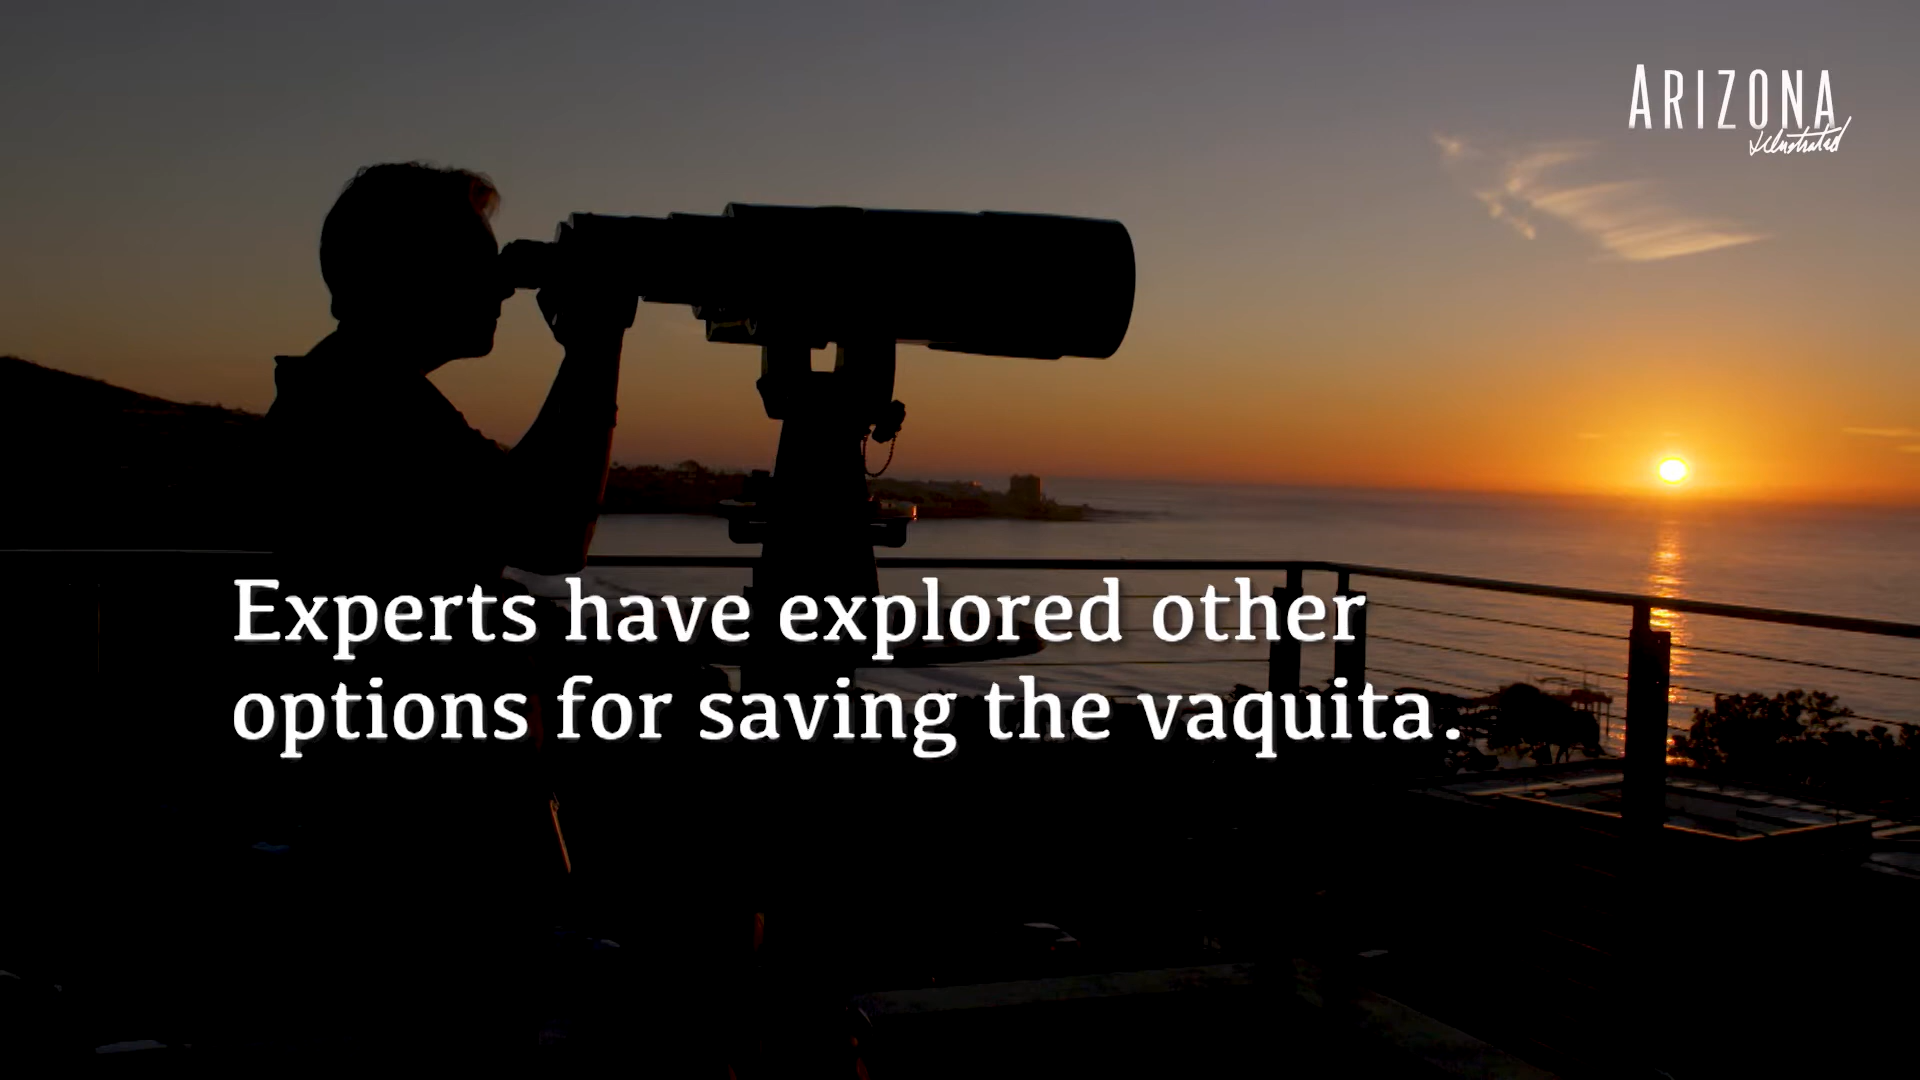 ARIZONA
Illustrated
Experts have explored other
options for saving the vaquita.